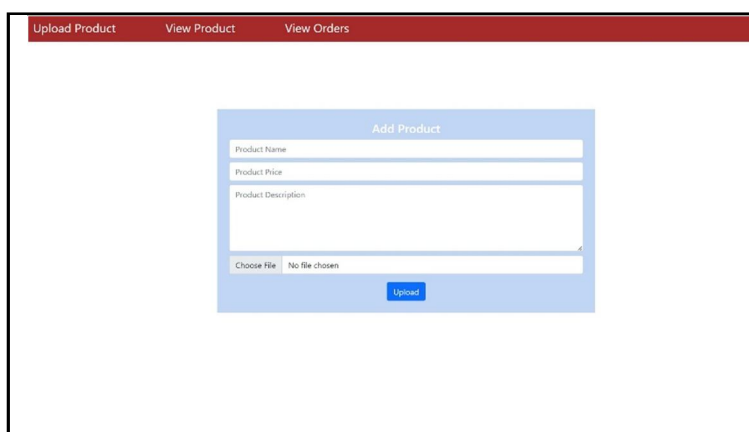 Upload Product View Product View Orders
Add Product
Product Name
Product Price
Product Description
Choose File No file chosen
Upload